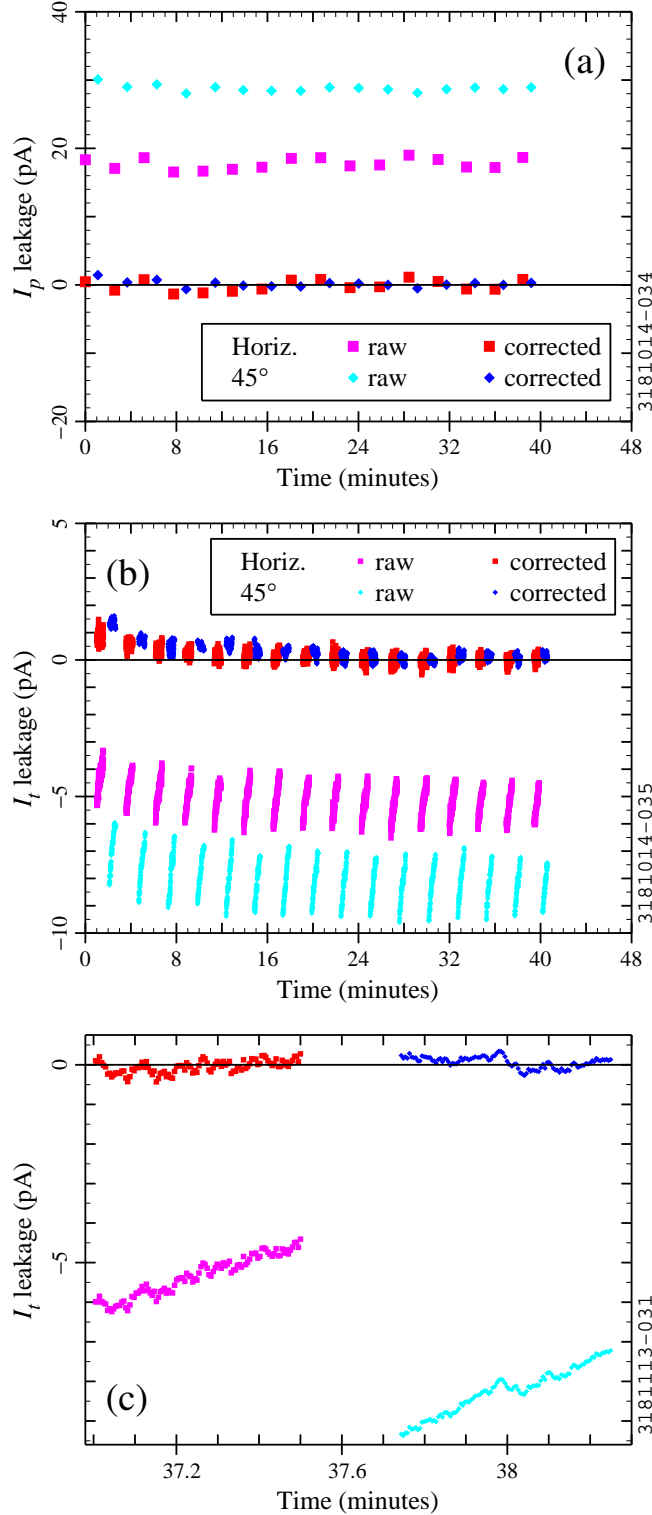 40
20
0
−20
I_p leakage (pA)
(a)
Horiz. raw corrected
45° raw corrected
3181014−034
0 8 16 24 32 40 48
Time (minutes)
5
0
−5
−10
I_t leakage (pA)
(b)
Horiz. raw corrected
45° raw corrected
3181014−035
0 8 16 24 32 40 48
Time (minutes)
0
−5
I_t leakage (pA)
(c)
3181113−031
37.2 37.6 38
Time (minutes)